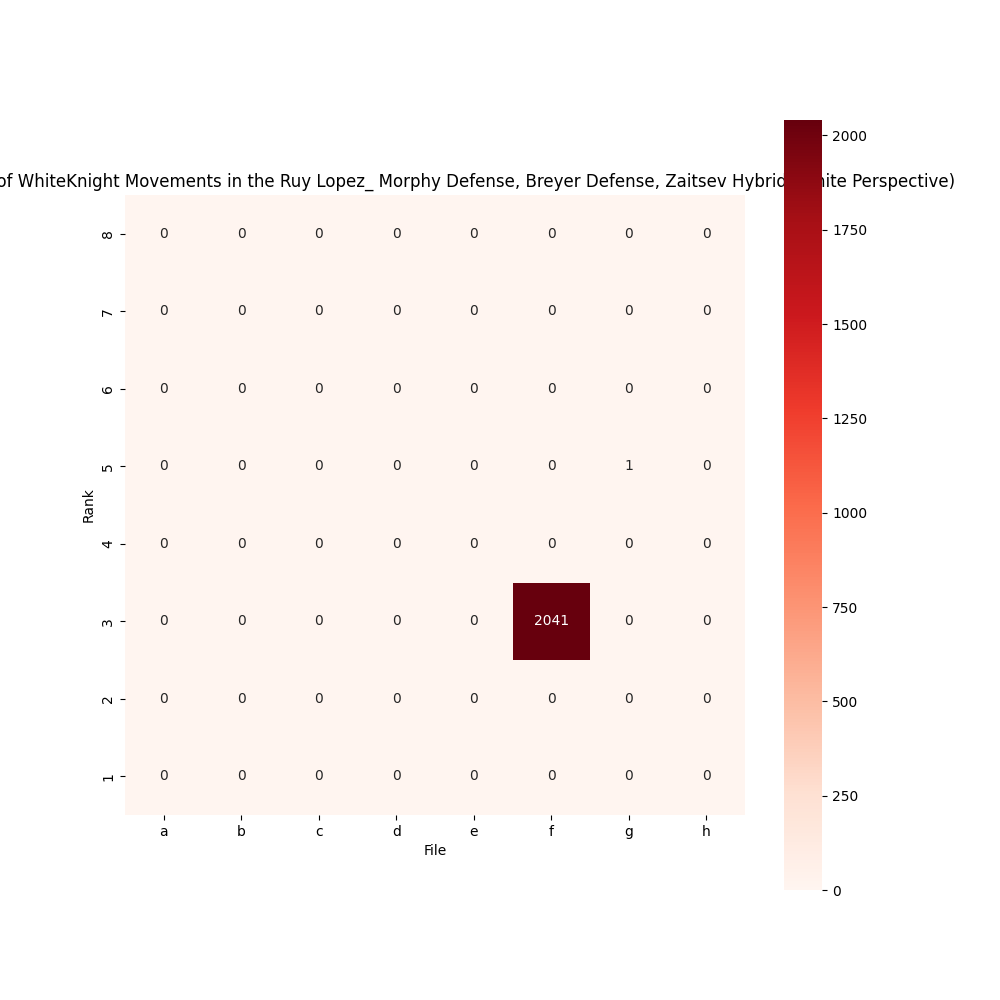 of WhiteKnight Movements in the Ruy Lopez_ Morphy Defense, Breyer Defense, Zaitsev Hybrid Perspective)
8 0 0 0 0 0 0 0 0
7 0 0 0 0 0 0 0 0
6 0 0 0 0 0 0 0 0
5 0 0 0 0 0 0 1 0
4 0 0 0 0 0 0 0 0
3 0 0 0 0 0 2041 0 0
2 0 0 0 0 0 0 0 0
1 0 0 0 0 0 0 0 0
a b c d e f g h
File
Rank
2000
1750
1500
1250
1000
750
500
250
0